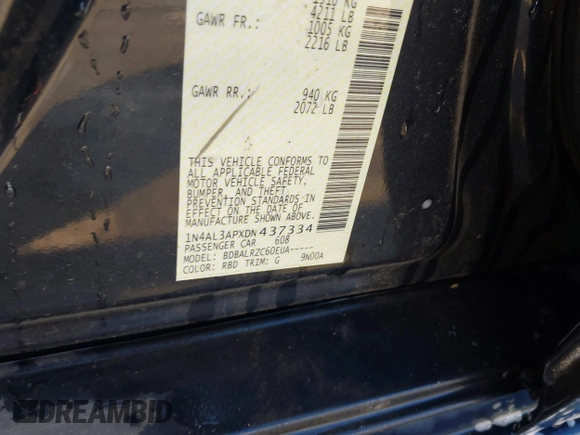 4211 LB
GAWR FR.: 1005 KG
2216 LB
GAWR RR.: 940 KG
2072 LB
THIS VEHICLE CONFORMS TO
ALL APPLICABLE FEDERAL
MOTOR VEHICLE SAFETY,
BUMPER, AND THEFT
PREVENTION STANDARDS IN
EFFECT ON THE DATE OF
MANUFACTURE SHOWN ABOVE.
1N4AL3APXDN437334
PASSENGER CAR 608
MODEL: BDBALRZC60EUA-----
COLOR: RBD TRIM: G 9N00A
DREAMBID